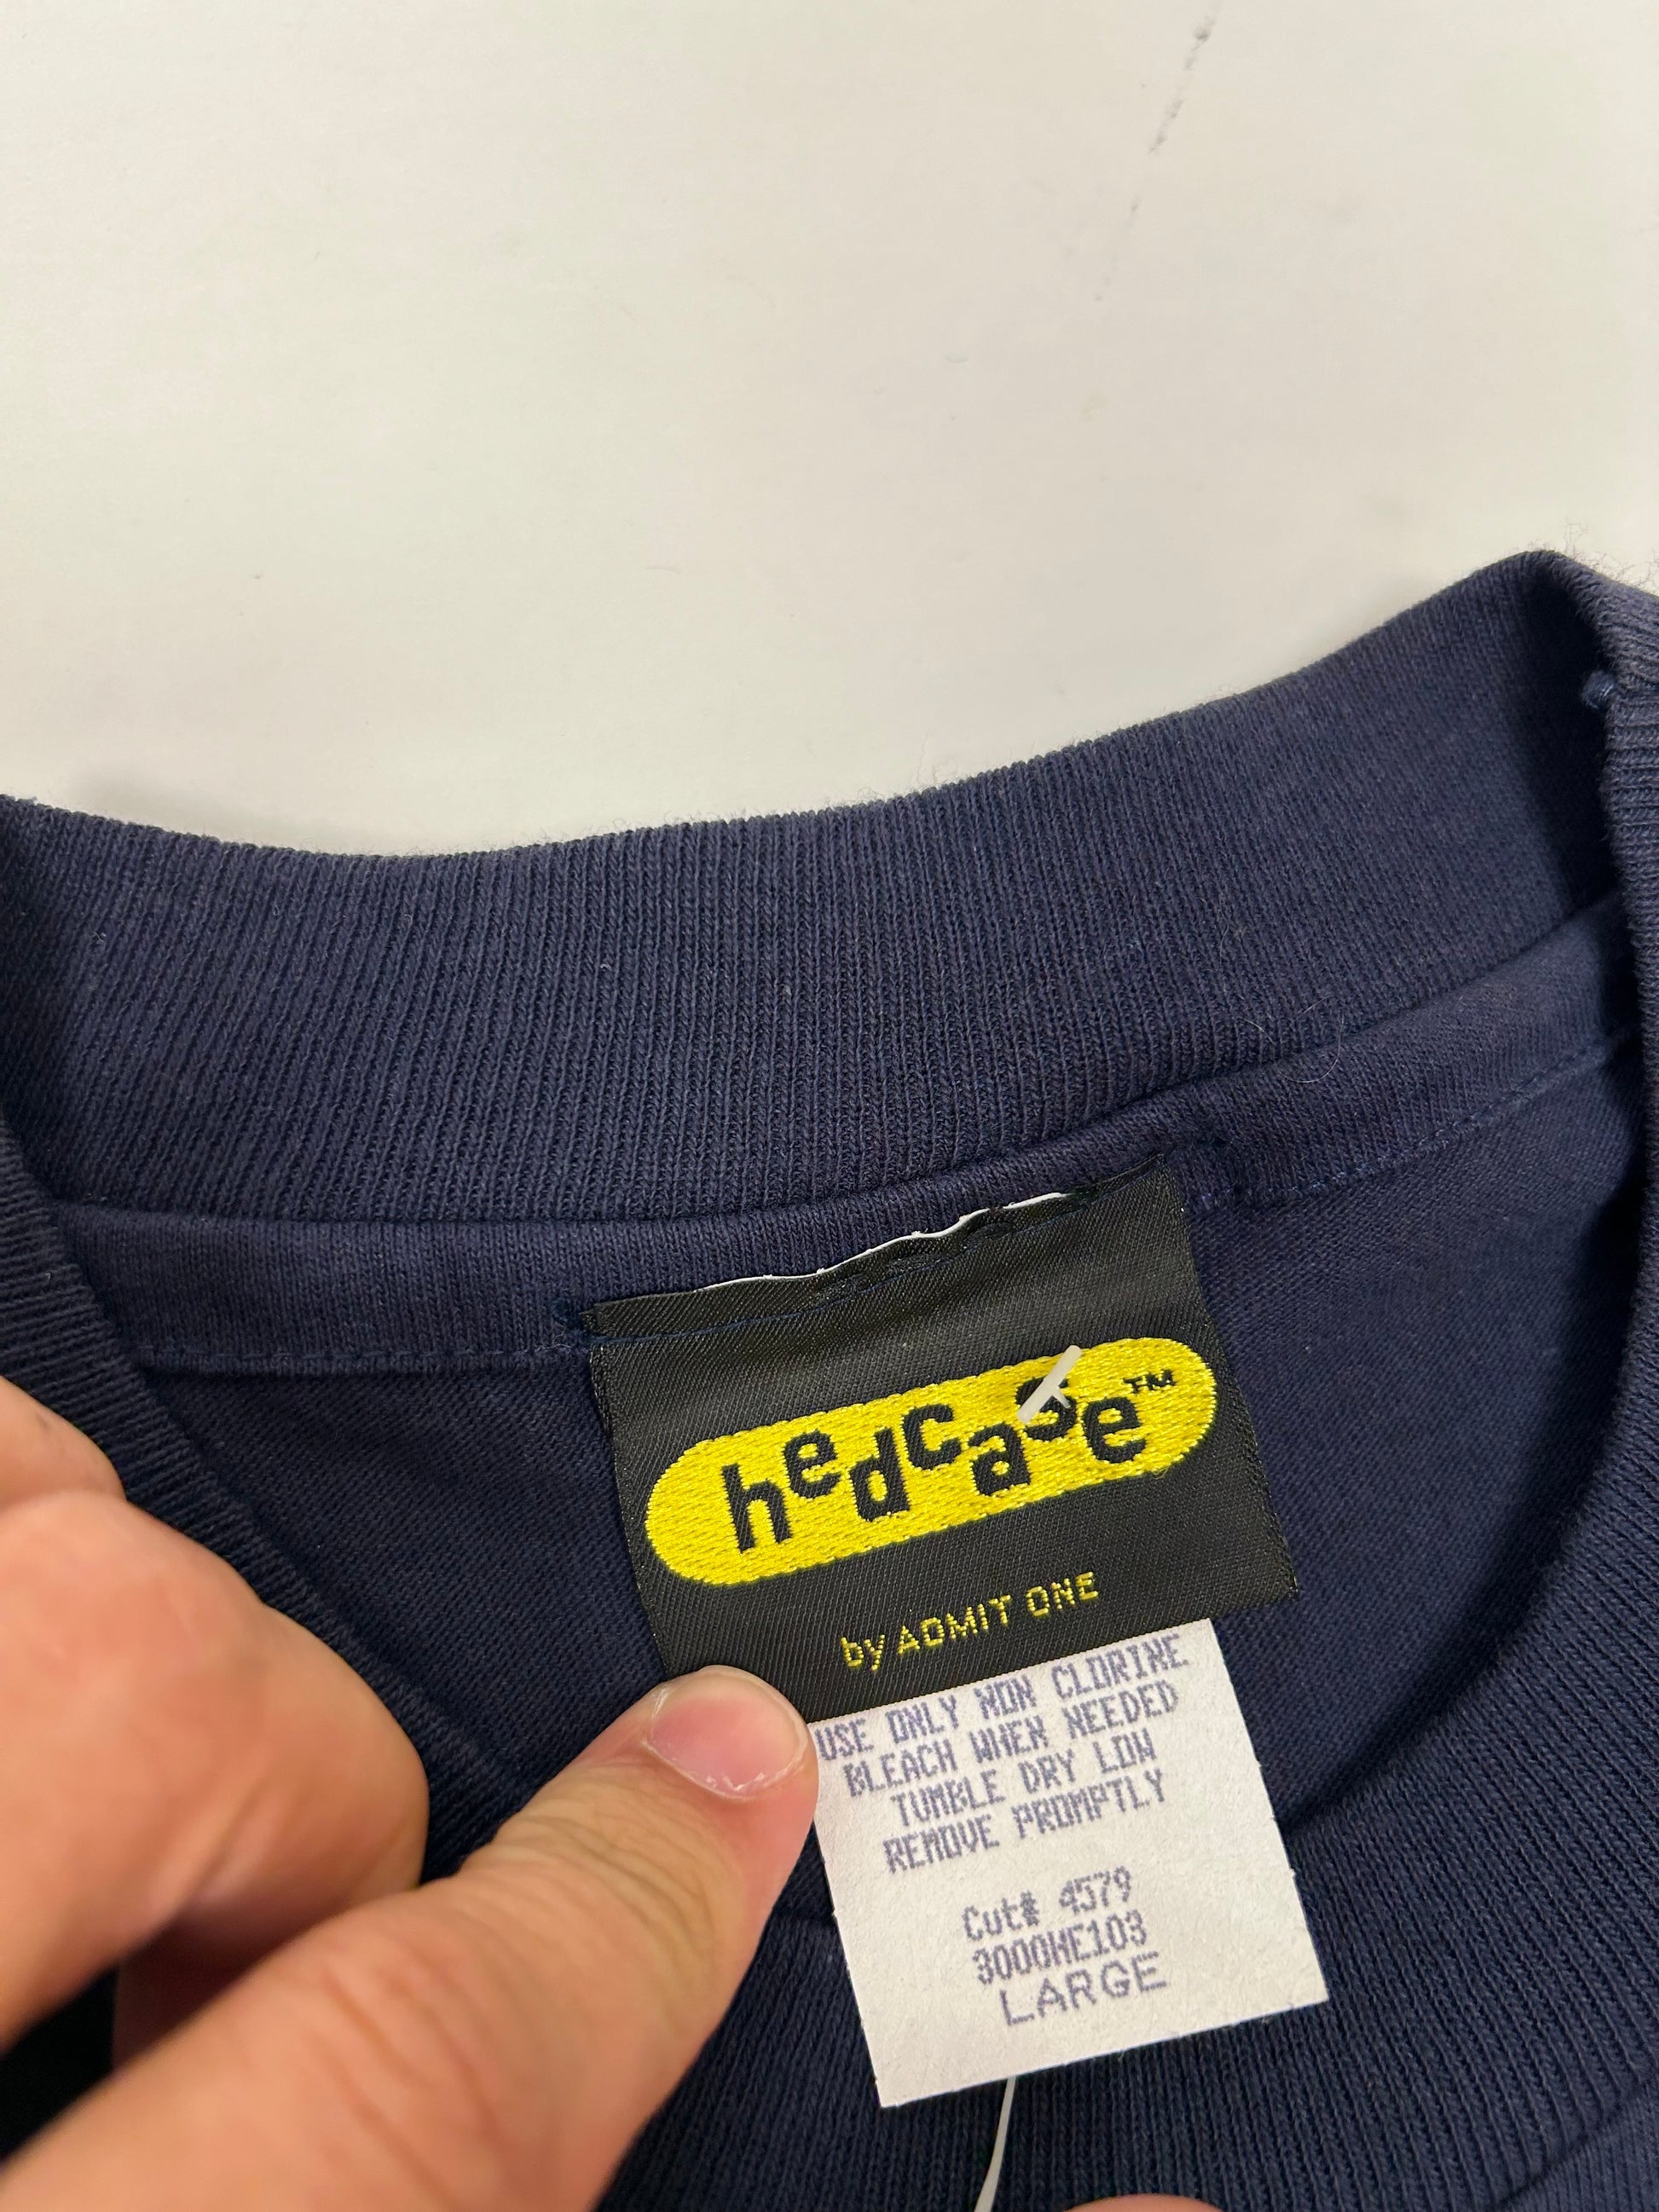 hedcase™
by ADMIT ONE
USE ONLY NON CLORINE
BLEACH WHEN NEEDED
TUMBLE DRY LOW
REMOVE PROMPTLY
Cut# 4579
3000HE103
LARGE